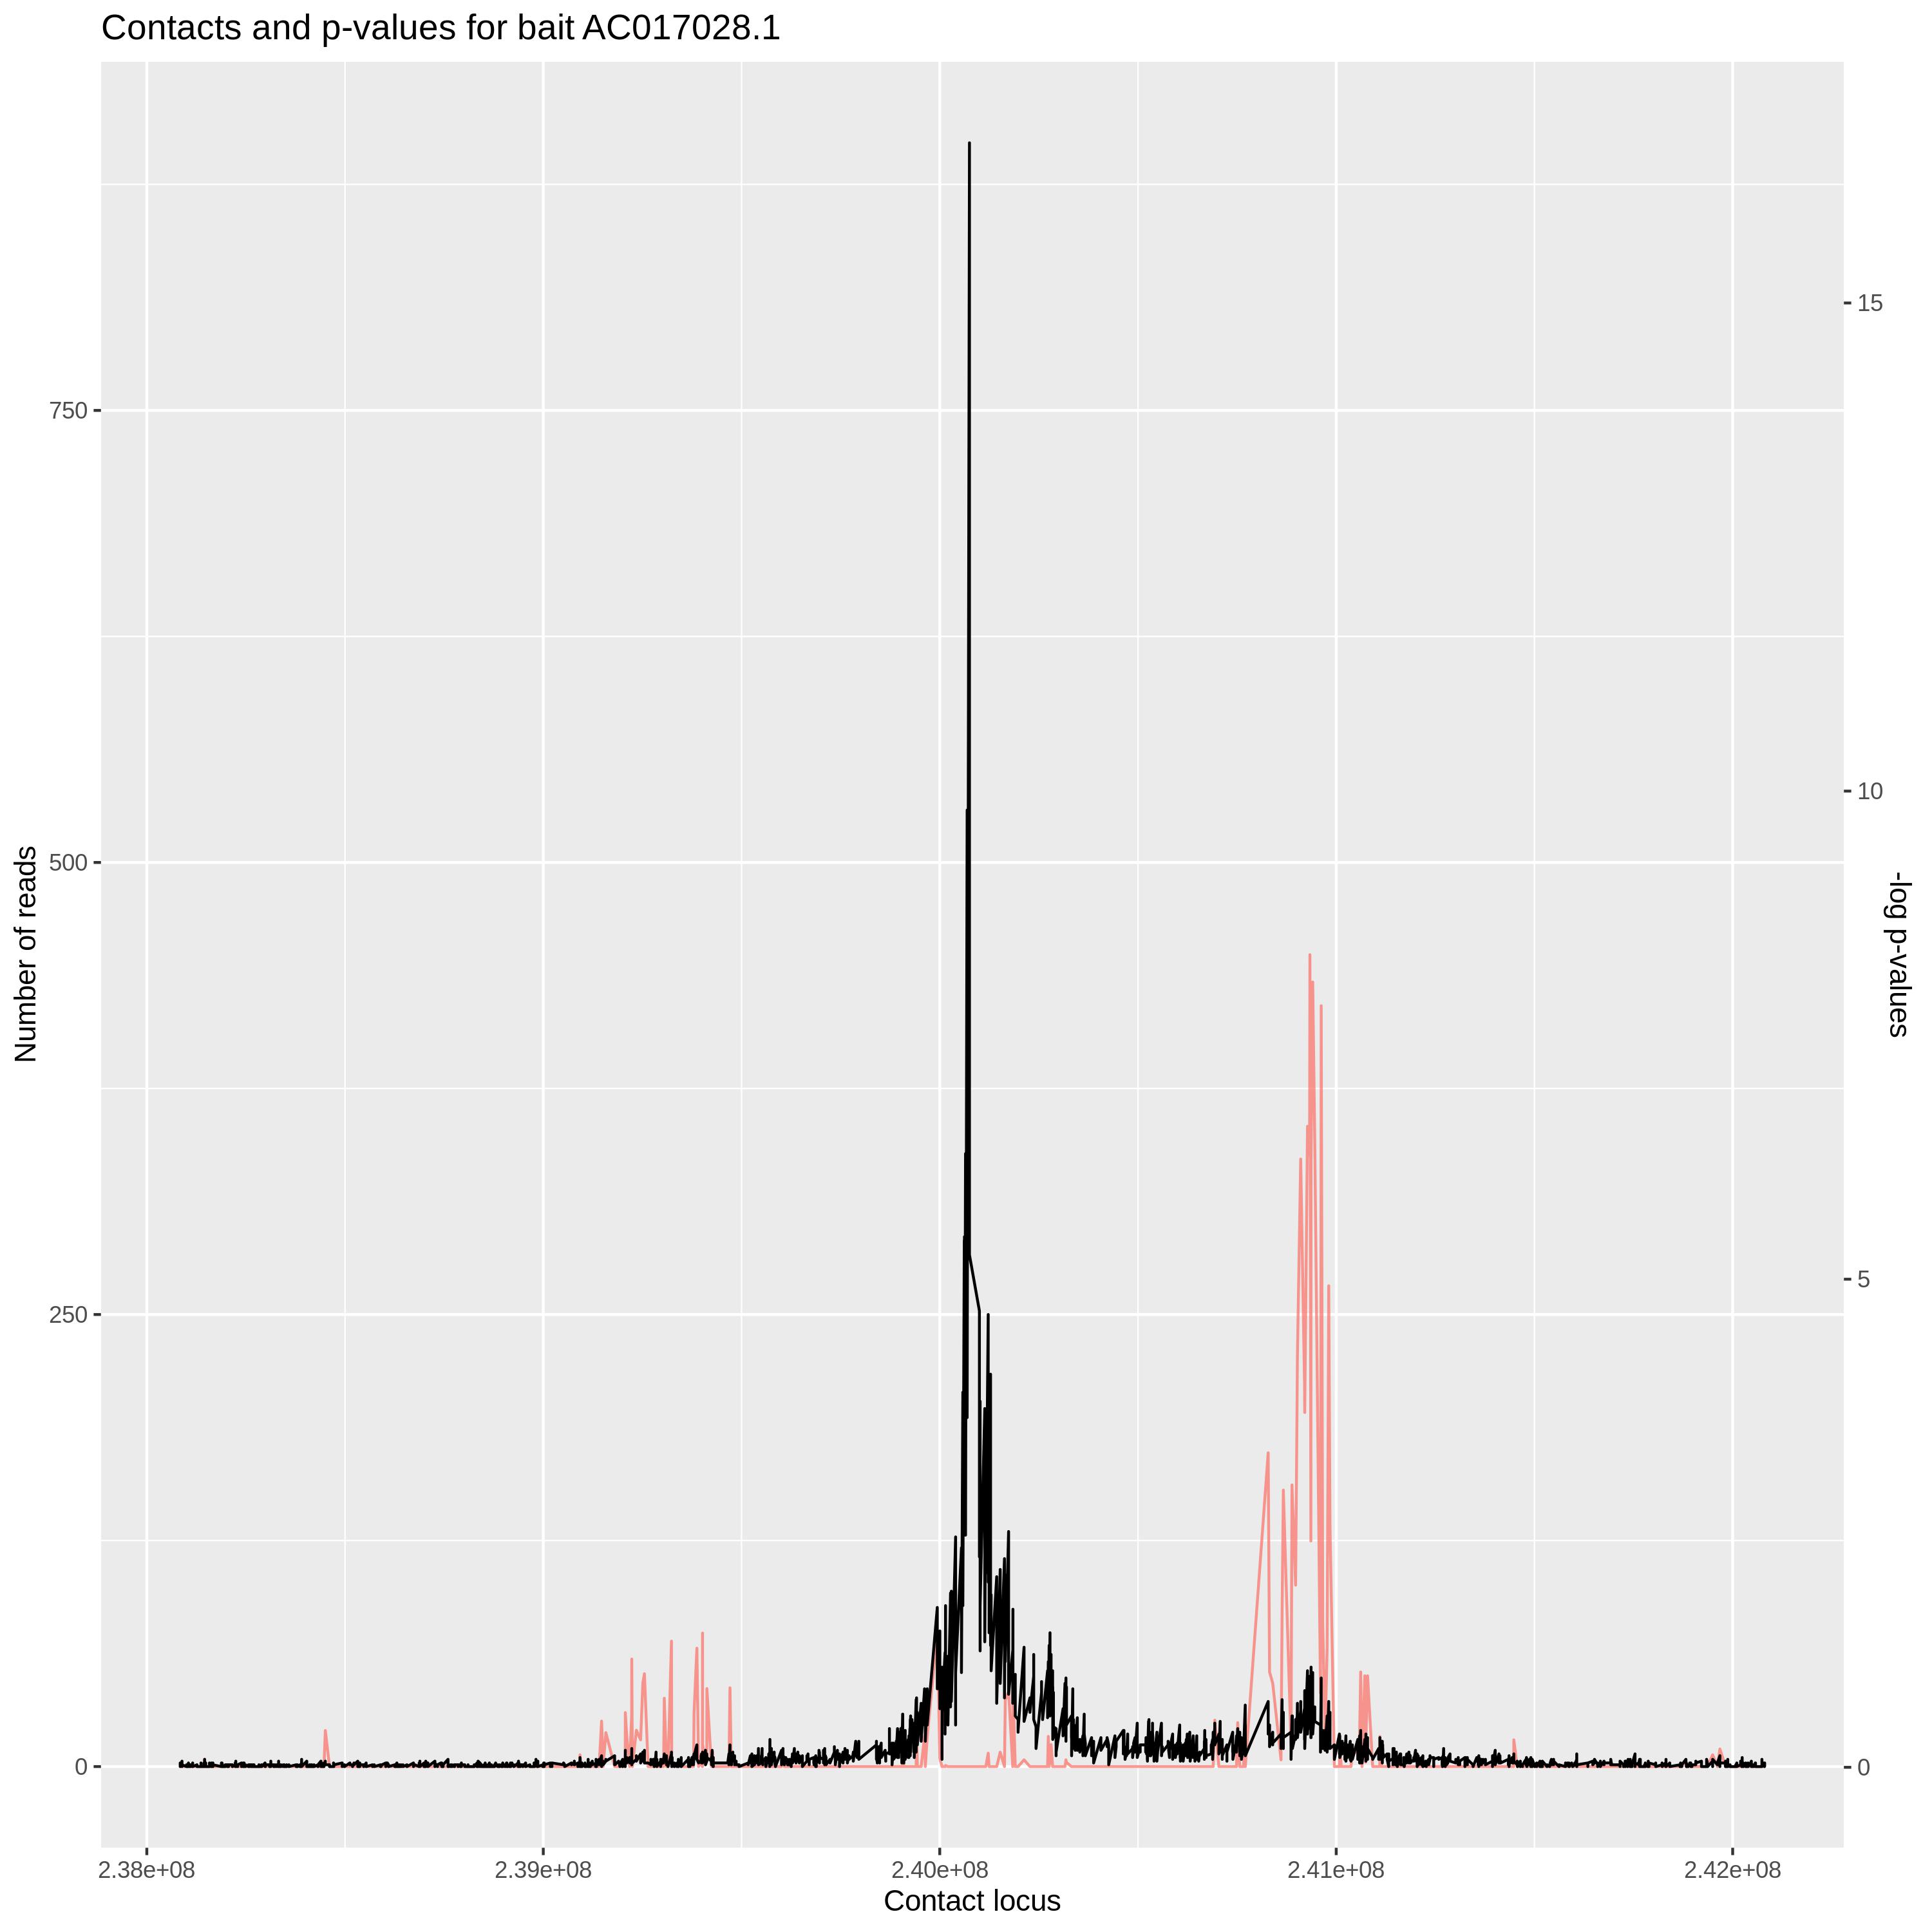 Contacts and p-values for bait AC017028.1
Number of reads
750
500
250
0
15
10
5
0
-log p-values
2.38e+08 2.39e+08 2.40e+08 2.41e+08 2.42e+08
Contact locus